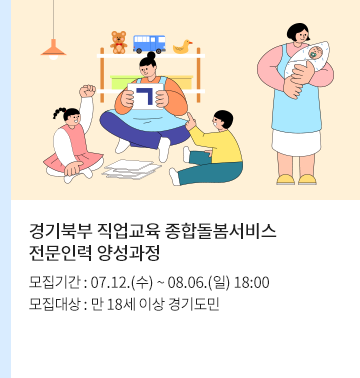 경기북부 직업교육 종합돌봄서비스
전문인력 양성과정
모집기간 : 07.12.(수) ~ 08.06.(일) 18:00
모집대상 : 만 18세 이상 경기도민